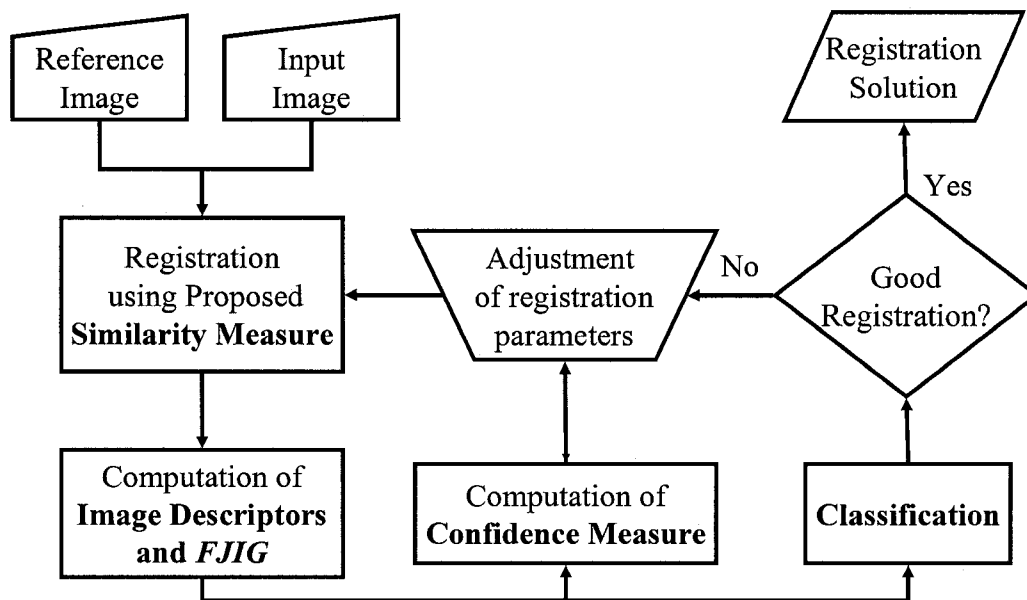 Reference
Image
Input
Image
Registration
Solution
Registration
using Proposed
Similarity Measure
Adjustment
of registration
parameters
No
Yes
Good
Registration?
Computation of
Image Descriptors
and FJIG
Computation of
Confidence Measure
Classification